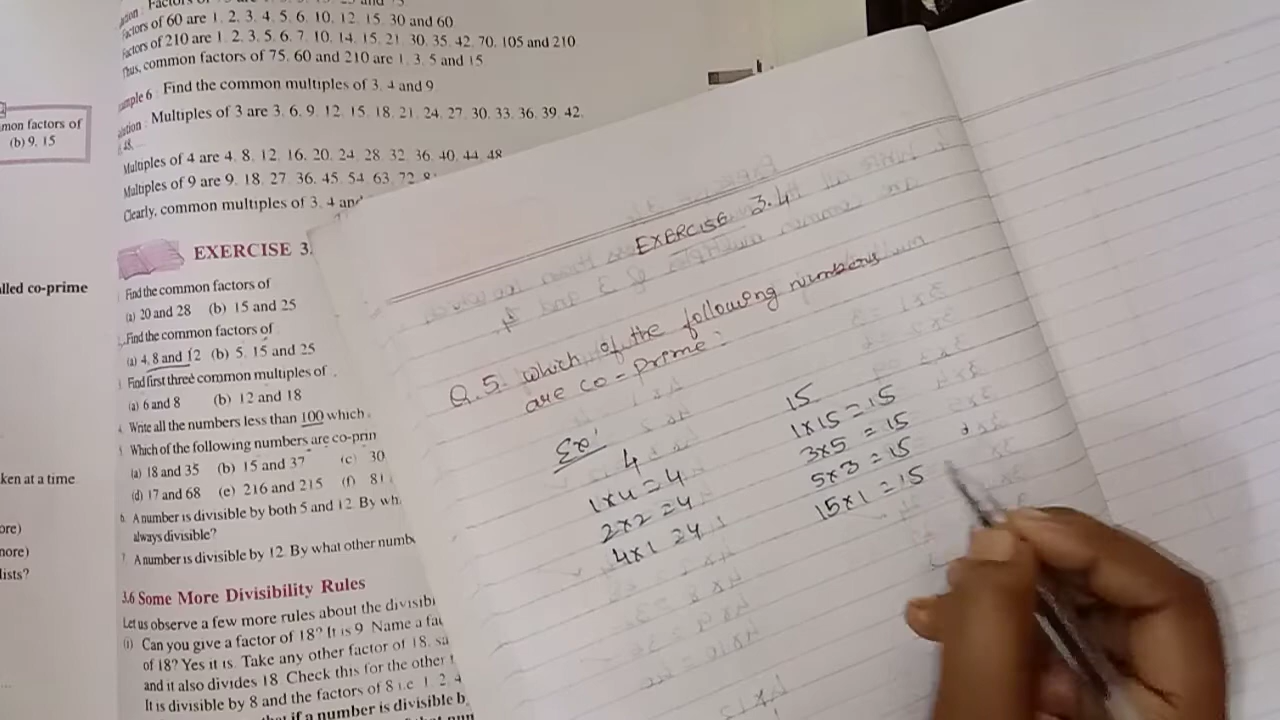 Factors of 60 are 1, 2, 3, 4, 5, 6, 10, 12, 15, 30 and 60
Factors of 210 are 1, 2, 3, 5, 6, 7, 10, 14, 15, 21, 30, 35, 42, 70, 105 and 210
Thus, common factors of 75, 60 and 210 are 1, 3, 5 and 15
ample 6 Find the common multiples of 3, 4 and 9
Multiples of 3 are 3, 6, 9, 12, 15, 18, 21, 24, 27, 30, 33, 36, 39, 42,
48,
Multiples of 4 are 4, 8, 12, 16, 20, 24, 28, 32, 36, 40, 44, 48
Multiples of 9 are 9, 18, 27, 36, 45, 54, 63, 72, 8
Clearly, common multiples of 3, 4 and
mon factors of
(b) 9, 15
lled co-prime
ken at a time
ore)
nore)
lists?
EXERCISE 3.
Find the common factors of
(a) 20 and 28 (b) 15 and 25
Find the common factors of
(a) 4, 8 and 12 (b) 5, 15 and 25
Find first three common multiples of
(a) 6 and 8 (b) 12 and 18
Write all the numbers less than 100 which
Which of the following numbers are co-prin
(a) 18 and 35 (b) 15 and 37 (c) 30
(d) 17 and 68 (e) 216 and 215 (f) 81
A number is divisible by both 5 and 12. By wh
always divisible?
A number is divisible by 12. By what other numb
3.6 Some More Divisibility Rules
Let us observe a few more rules about the divisibi
(i) Can you give a factor of 18? It is 9. Name a fac
of 18? Yes it is. Take any other factor of 18, sa
and it also divides 18. Check this for the other
It is divisible by 8 and the factors of 8 i.e. 1, 2, 4
if a number is divisible b
EXERCISE 3.4
Q.5. Which of the following numbers
are co-prime:
Ex'
4
1x4=4
2x2=4
4x1=4
15
1x15=15
3x5=15
5x3=15
15x1=15